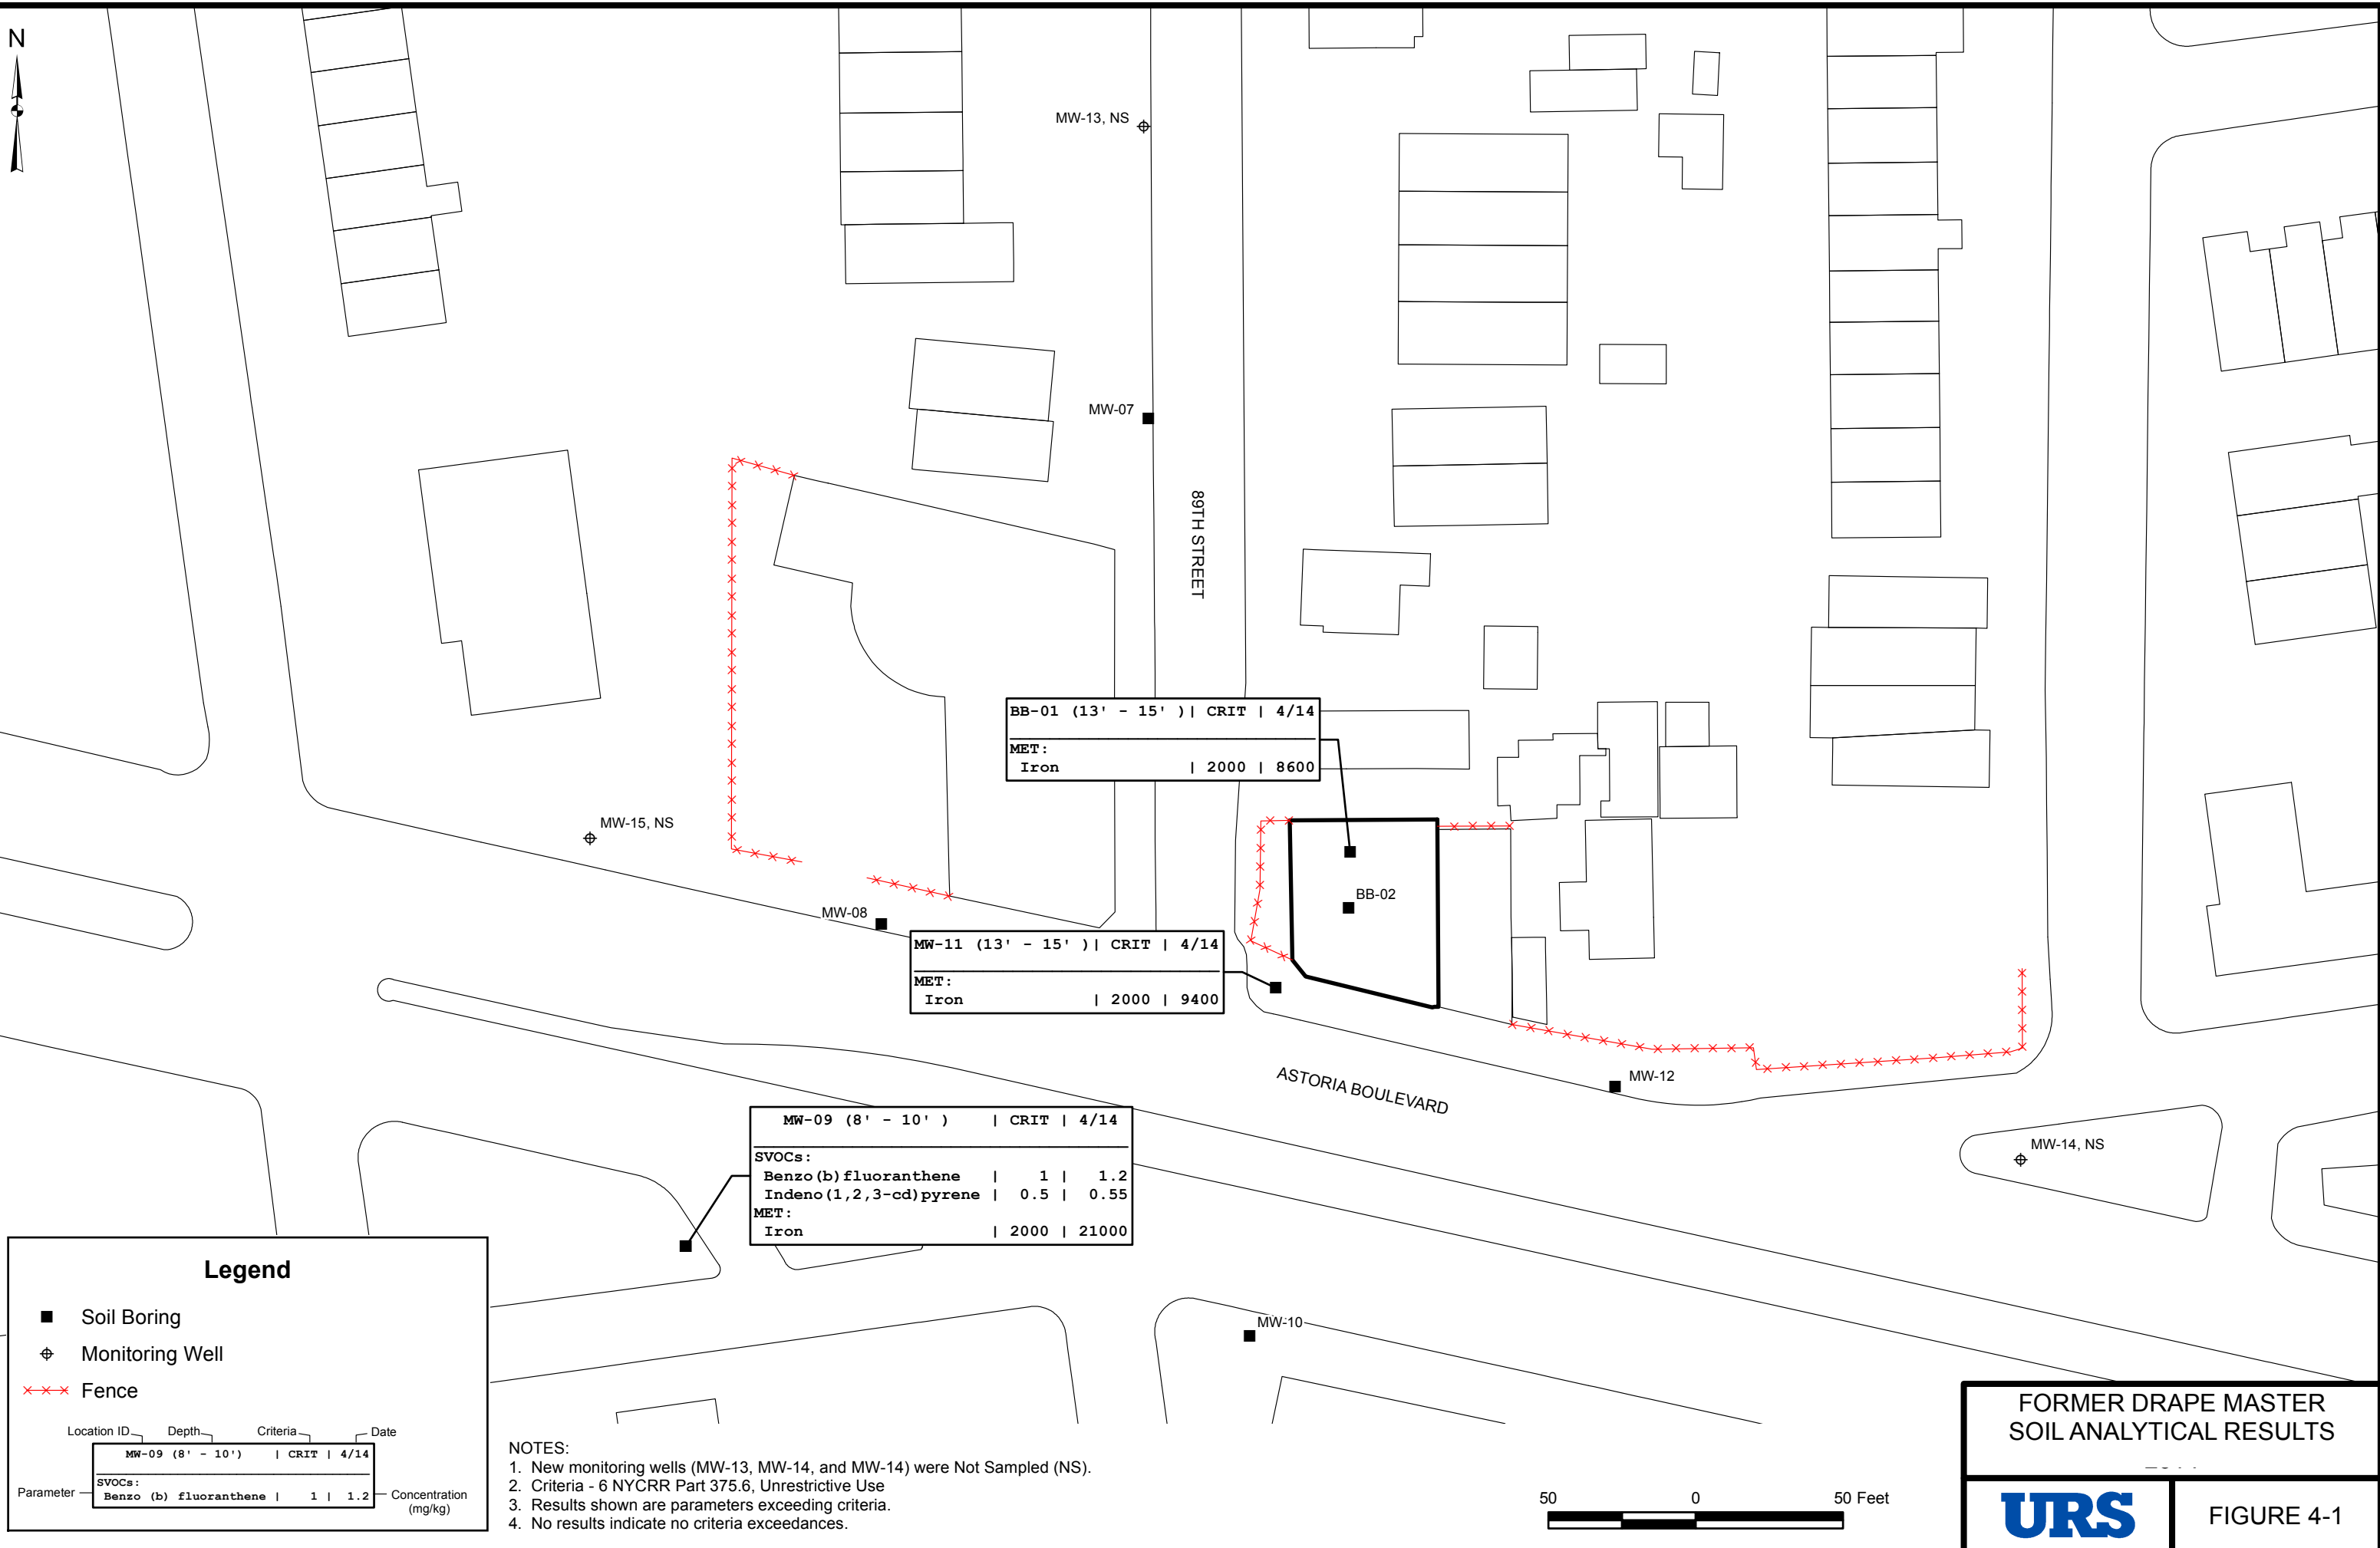 N
MW-13, NS
MW-07
89TH STREET
BB-01 (13' - 15' )| CRIT | 4/14
MET:
Iron | 2000 | 8600
MW-15, NS
BB-02
MW-08
MW-11 (13' - 15' )| CRIT | 4/14
MET:
Iron | 2000 | 9400
ASTORIA BOULEVARD
MW-12
MW-09 (8' - 10' ) | CRIT | 4/14
SVOCs:
Benzo(b)fluoranthene | 1 | 1.2
Indeno(1,2,3-cd)pyrene | 0.5 | 0.55
MET:
Iron | 2000 | 21000
MW-14, NS
MW-10
Legend
Soil Boring
Monitoring Well
Fence
Location ID Depth Criteria Date
MW-09 (8' - 10') | CRIT | 4/14
SVOCs:
Parameter Benzo (b) fluoranthene | 1 | 1.2 Concentration
(mg/kg)
NOTES:
1. New monitoring wells (MW-13, MW-14, and MW-14) were Not Sampled (NS).
2. Criteria - 6 NYCRR Part 375.6, Unrestrictive Use
3. Results shown are parameters exceeding criteria.
4. No results indicate no criteria exceedances.
50 0 50 Feet
FORMER DRAPE MASTER
SOIL ANALYTICAL RESULTS
URS
FIGURE 4-1